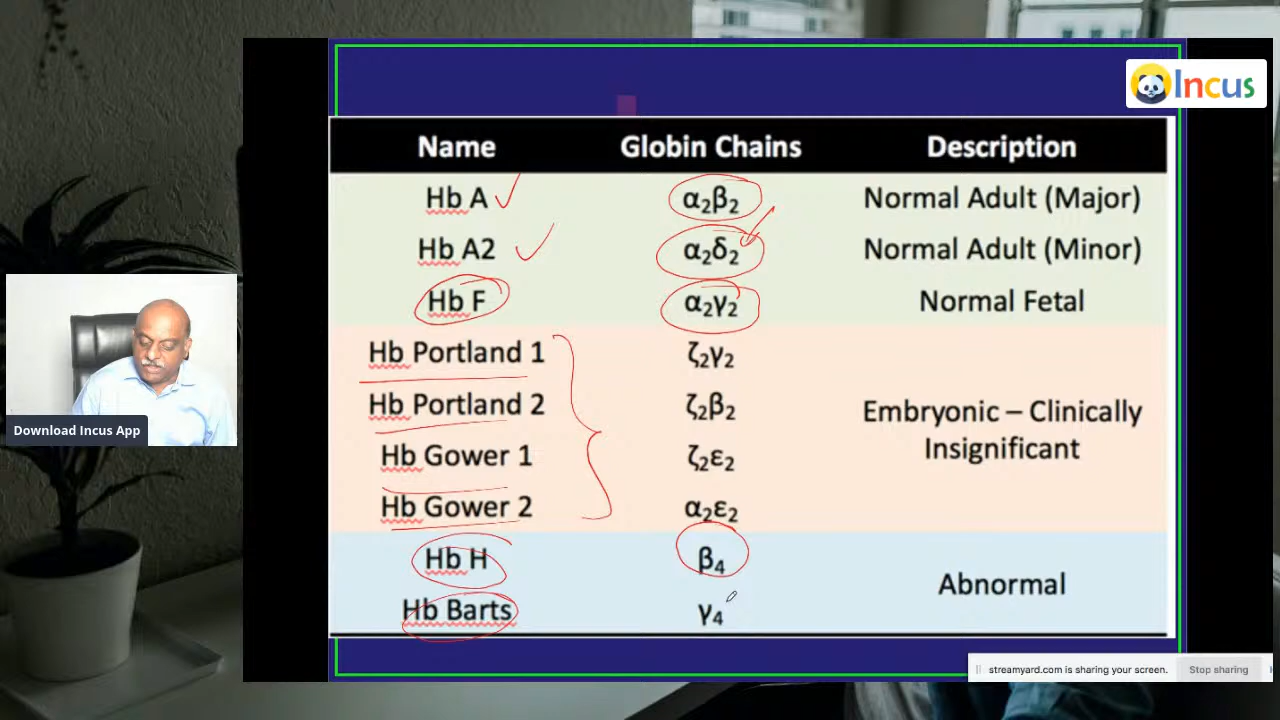 Incus
Name Globin Chains Description
Hb A α₂β₂ Normal Adult (Major)
Hb A2 α₂δ₂ Normal Adult (Minor)
Hb F α₂γ₂ Normal Fetal
Hb Portland 1 ζ₂γ₂
Hb Portland 2 ζ₂β₂
Embryonic – Clinically
Insignificant
Hb Gower 1 ζ₂ε₂
Hb Gower 2 α₂ε₂
Hb H β₄
Abnormal
Hb Barts γ₄
Download Incus App
streamyard.com is sharing your screen. Stop sharing